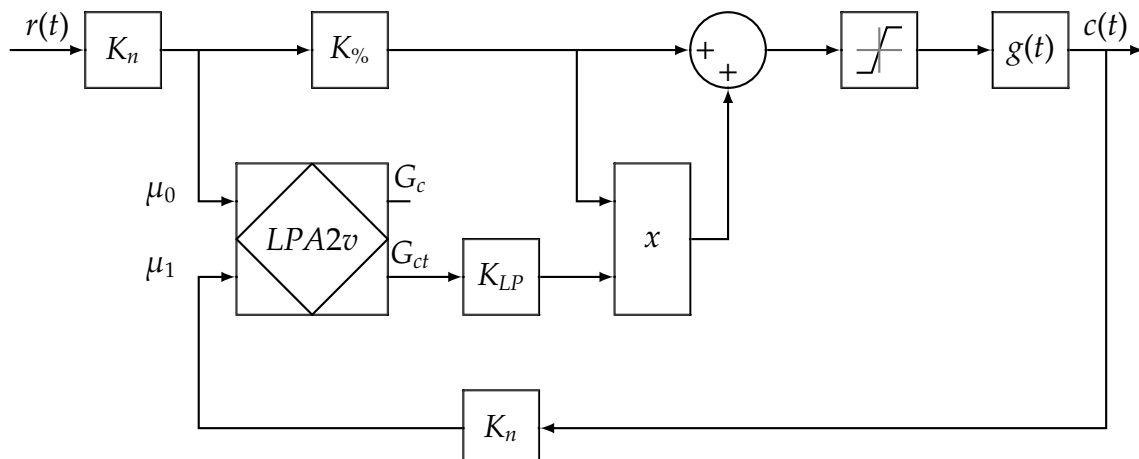 r(t)
K_n
K_%
+
+
g(t)
c(t)
μ_0
G_c
LPA2v
x
μ_1
G_ct
K_LP
K_n